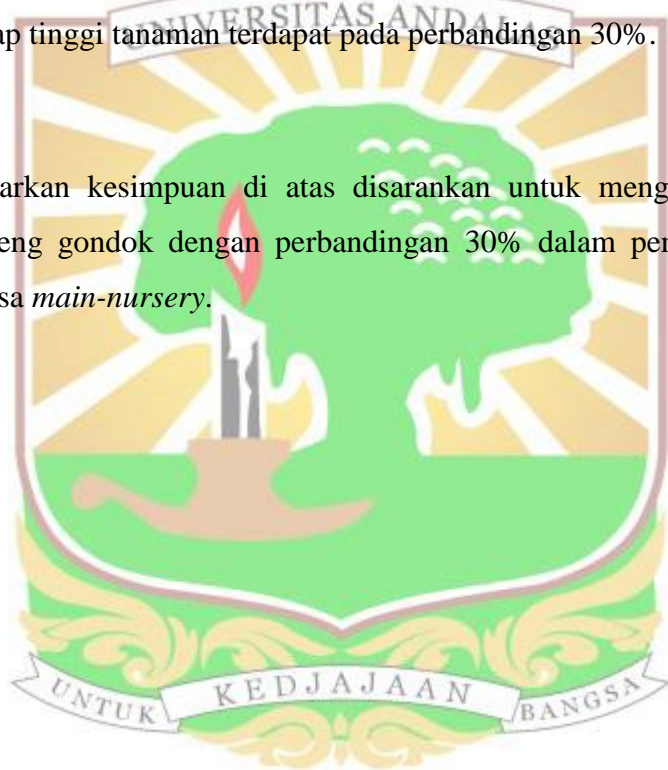 UNIVERSITAS ANDALAS
ap tinggi tanaman terdapat pada perbandingan 30%.
arkan kesimpuan di atas disarankan untuk meng
eng gondok dengan perbandingan 30% dalam per
sa main-nursery.
UNTUK KEDJAJAAN BANGSA